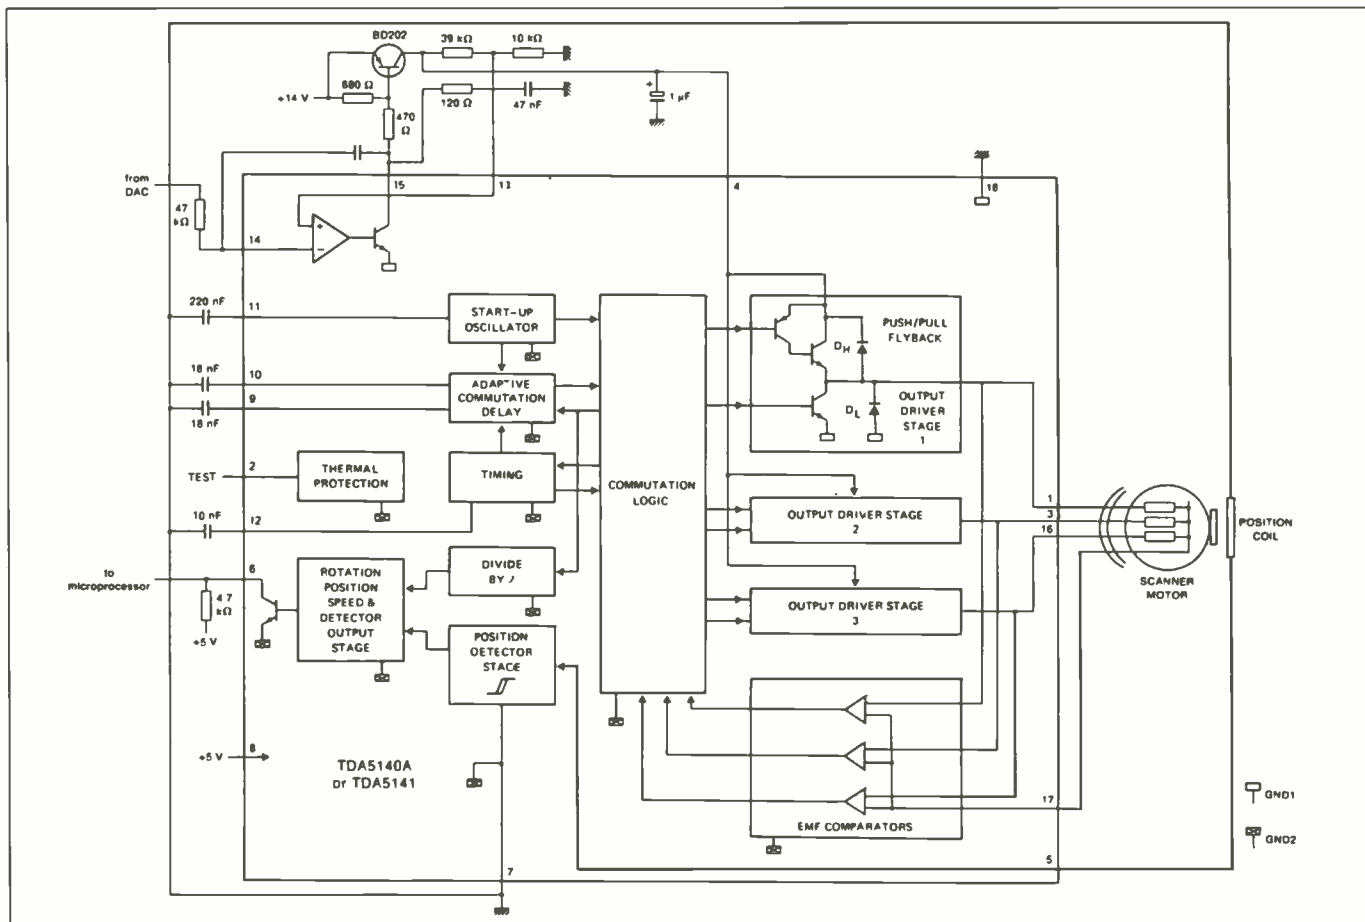 BD202
39 kΩ
10 kΩ
680 Ω
+14 V
470
Ω
120 Ω
47 nF
+
1 µF
from
DAC
47
kΩ
15
13
4
18
14
+
−
220 nF
11
START-UP
OSCILLATOR
PUSH/PULL
FLYBACK
DH
18 nF
10
ADAPTIVE
COMMUTATION
DELAY
9
18 nF
OUTPUT
DRIVER
STAGE
1
DL
TEST
2
THERMAL
PROTECTION
TIMING
COMMUTATION
LOGIC
10 nF
12
OUTPUT DRIVER STAGE
2
1
3
16
POSITION
COIL
SCANNER
MOTOR
to
microprocessor
6
4.7
kΩ
+5 V
ROTATION
POSITION
SPEED &
DETECTOR
OUTPUT
STAGE
DIVIDE
BY
OUTPUT DRIVER STAGE
3
POSITION
DETECTOR
STAGE
+5 V
8
TDA5140A
or TDA5141
EMF COMPARATORS
17
GND1
GND2
5
7